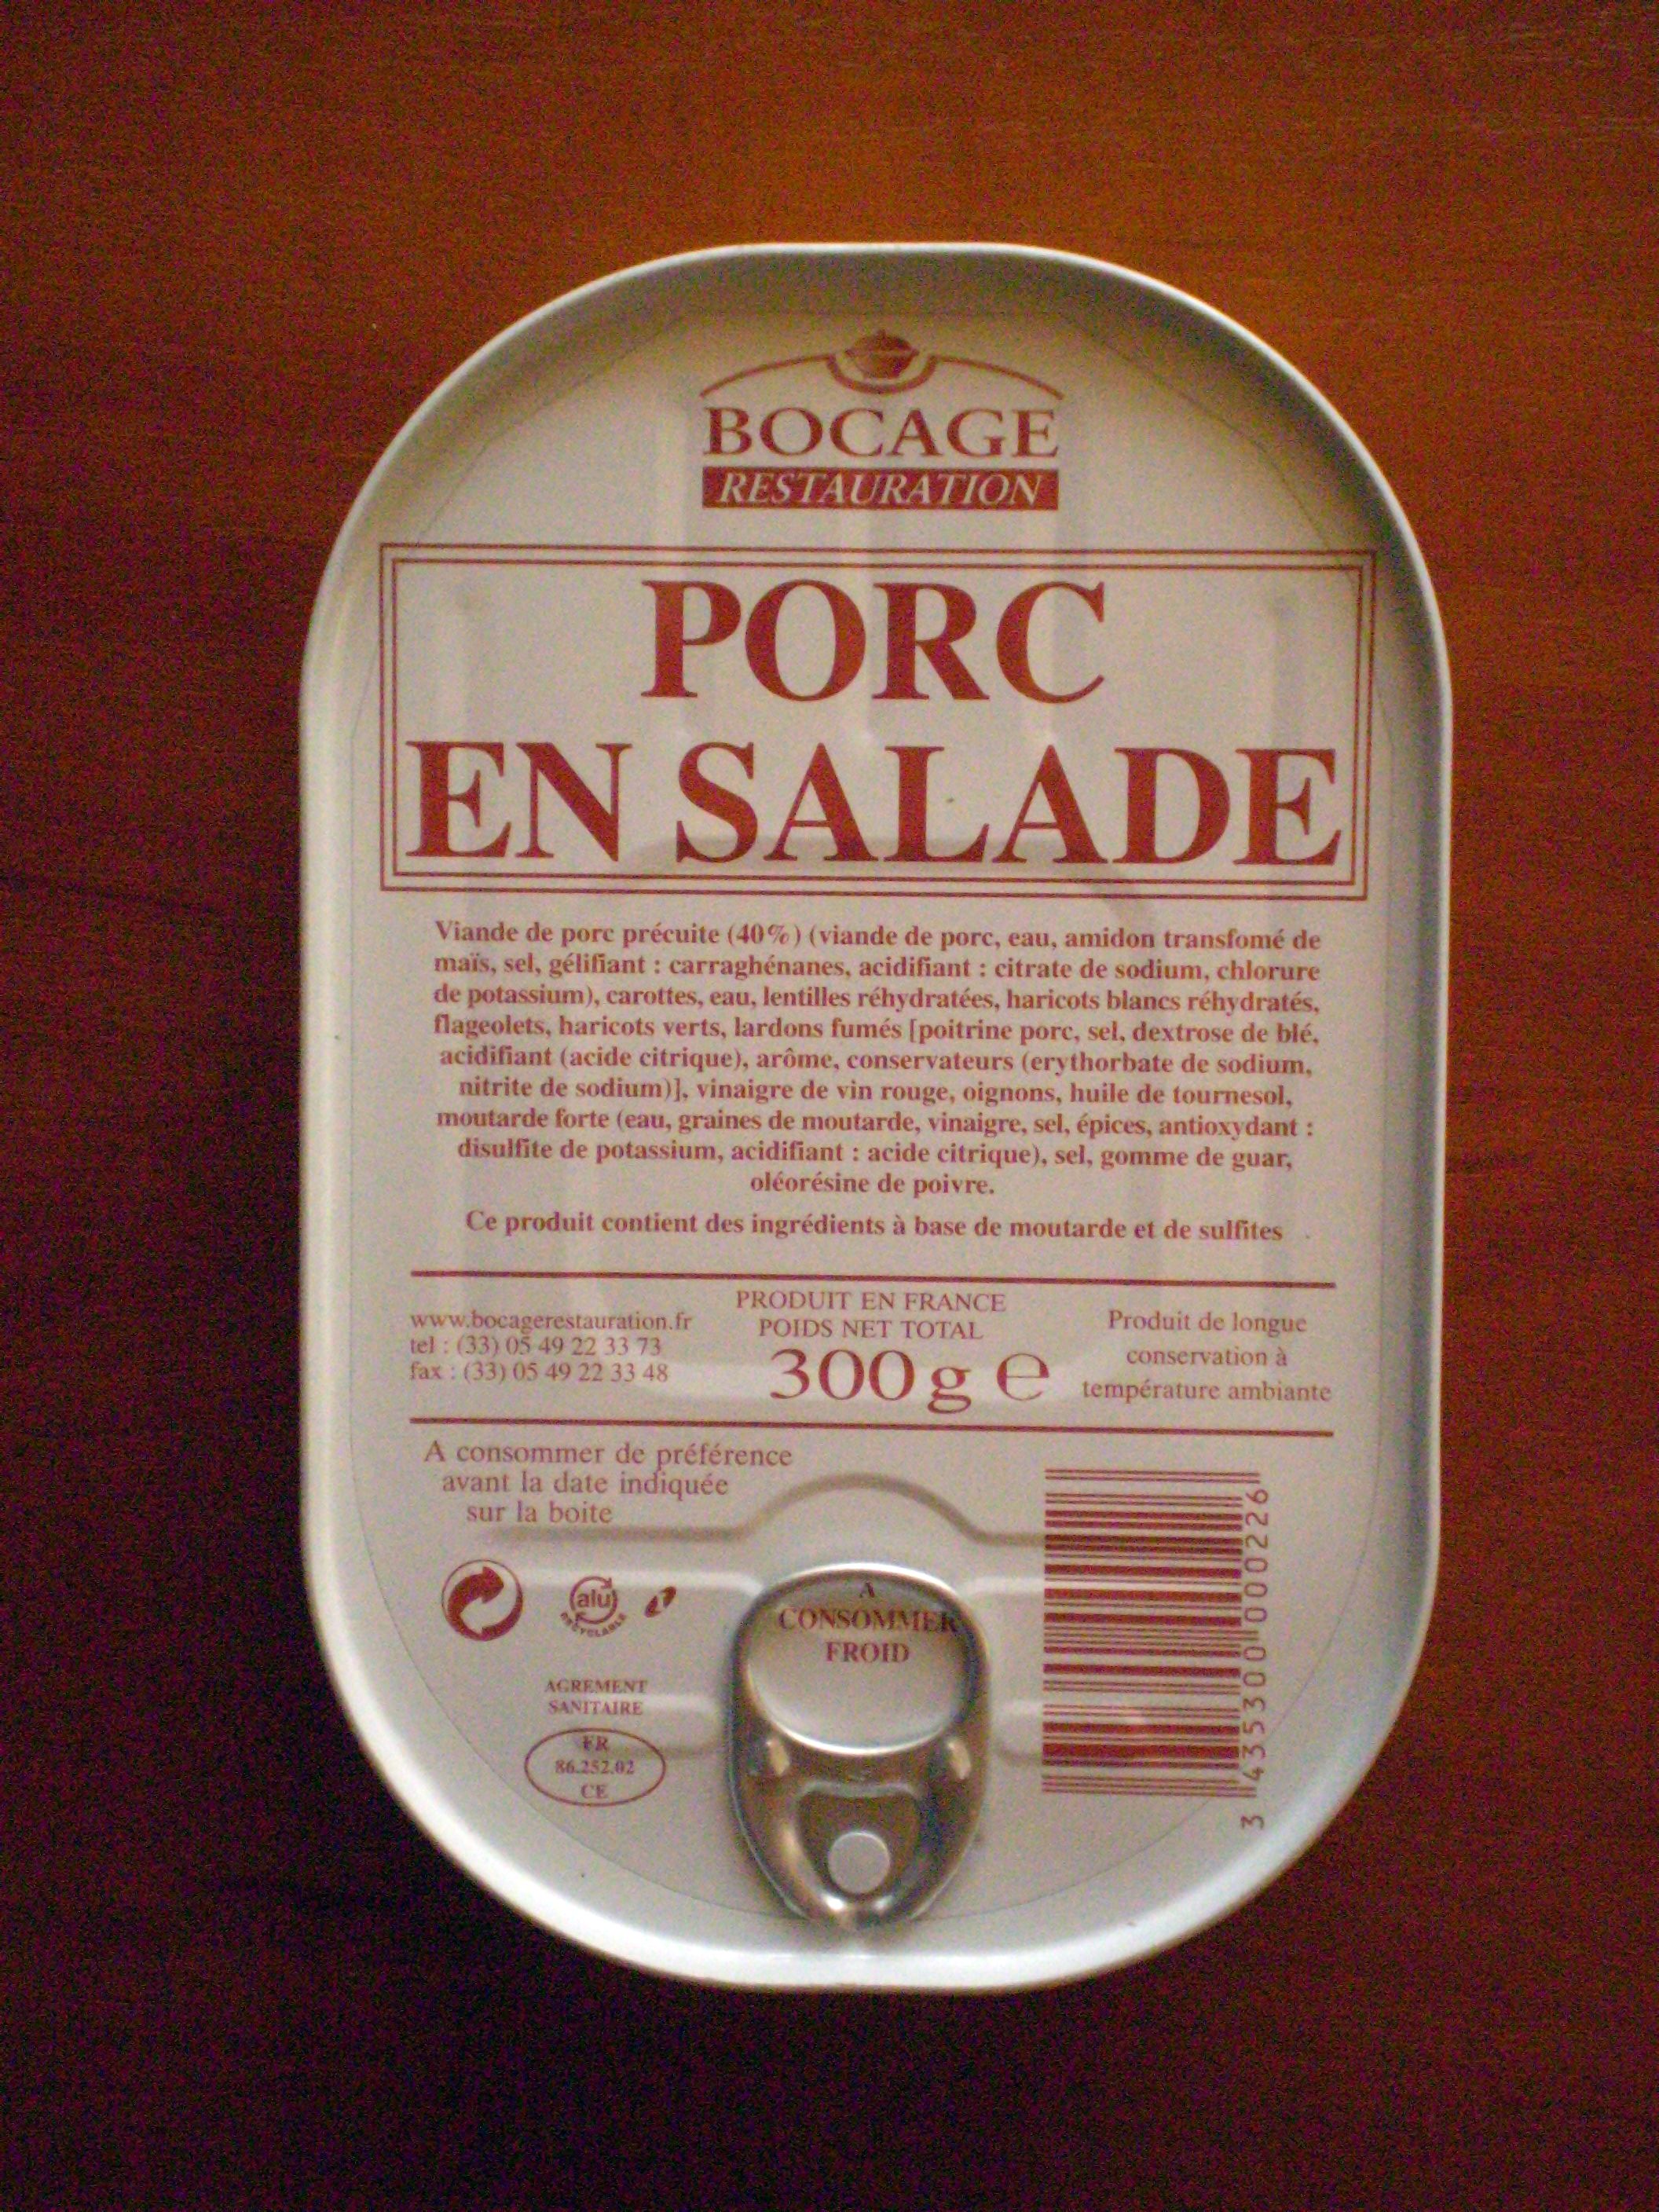 BOCAGE
RESTAURATION
PORC
EN SALADE
Viande de porc précuite (40%) (viande de porc, eau, amidon transfomé de
maïs, sel, gélifiant : carraghénanes, acidifiant : citrate de sodium, chlorure
de potassium), carottes, eau, lentilles réhydratées, haricots blancs réhydratés,
flageolets, haricots verts, lardons fumés [poitrine porc, sel, dextrose de blé,
acidifiant (acide citrique), arôme, conservateurs (erythorbate de sodium,
nitrite de sodium)], vinaigre de vin rouge, oignons, huile de tournesol,
moutarde forte (eau, graines de moutarde, vinaigre, sel, épices, antioxydant :
disulfite de potassium, acidifiant : acide citrique), sel, gomme de guar,
oléorésine de poivre.
Ce produit contient des ingrédients à base de moutarde et de sulfites
www.bocagerestauration.fr
tel : (33) 05 49 22 33 73
fax : (33) 05 49 22 33 48
PRODUIT EN FRANCE
POIDS NET TOTAL
300 g e
Produit de longue
conservation à
température ambiante
A consommer de préférence
avant la date indiquée
sur la boite
alu
RECYCLABLE
A
CONSOMMER
FROID
AGREMENT
SANITAIRE
FR
86.252.02
CE
3 435300 000226